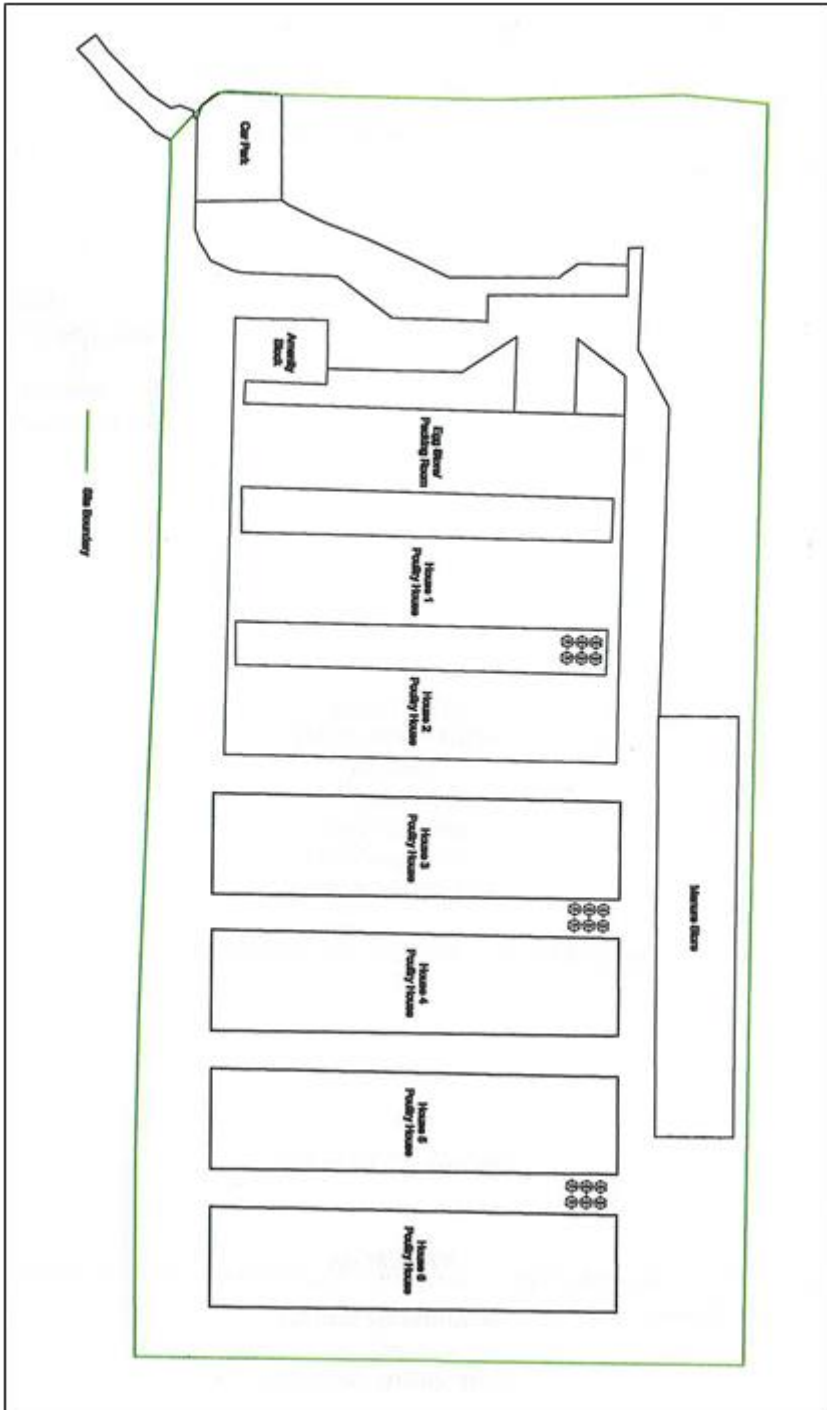 Car Park
Amenity
Block
Egg Store/
Packing Room
House 1
Poultry House
House 2
Poultry House
House 3
Poultry House
House 4
Poultry House
House 5
Poultry House
House 6
Poultry House
Manure Store
Site Boundary